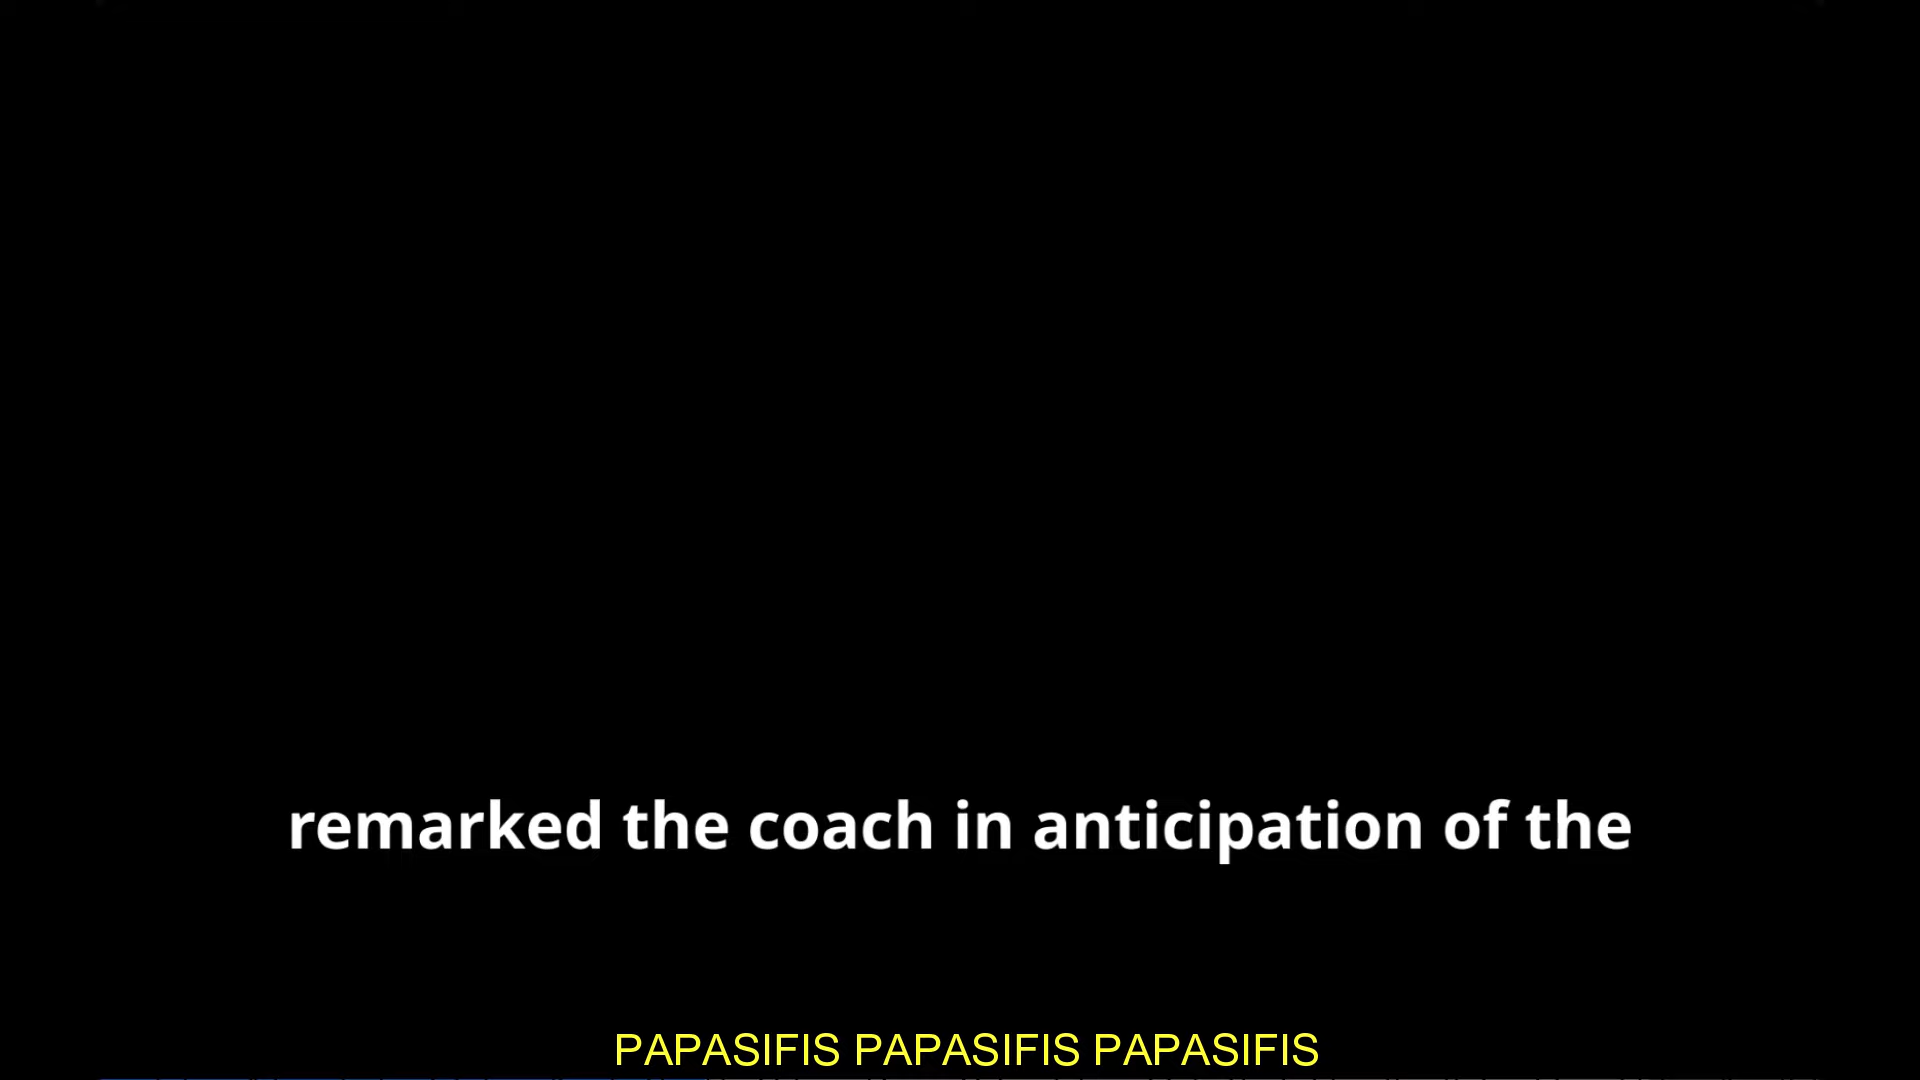 remarked the coach in anticipation of the
PAPASIFIS PAPASIFIS PAPASIFIS